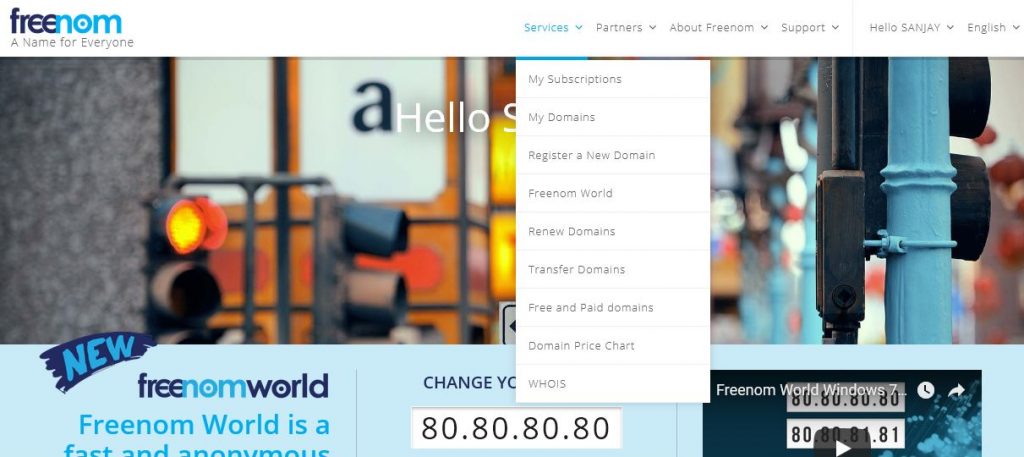 freenom
A Name for Everyone
Services
Partners
About Freenom
Support
Hello SANJAY
English
My Subscriptions
My Domains
Register a New Domain
Freenom World
Renew Domains
Transfer Domains
Free and Paid domains
Domain Price Chart
WHOIS
a
Hello S
NEW
freenomworld
Freenom World is a
fast and anonymous
CHANGE YO
80.80.80.80
Freenom World Windows 7...
80.80.80.80
80.80.81.81